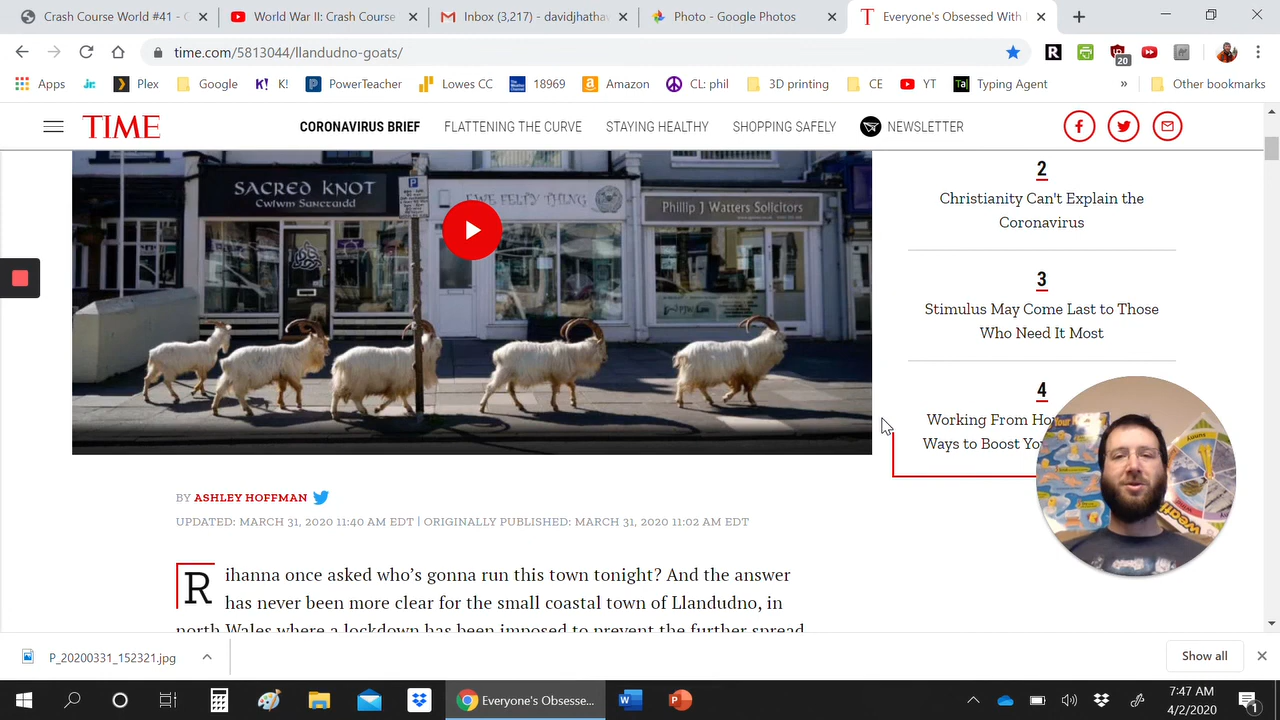 Crash Course World #41 - C
World War II: Crash Course
Inbox (3,217) - davidjhathav
Photo - Google Photos
Everyone's Obsessed With
time.com/5813044/llandudno-goats/
20
Apps
Jr:
Plex
Google
K!
PowerTeacher
Lowes CC
18969
Amazon
CL: phil
3D printing
CE
YT
Typing Agent
»
Other bookmarks
TIME
CORONAVIRUS BRIEF
FLATTENING THE CURVE
STAYING HEALTHY
SHOPPING SAFELY
NEWSLETTER
SACRED KNOT
Cwlwm Sanctaidd
P
EWE FELTY THING
Phillip J Watters Solicitors
2
Christianity Can't Explain the
Coronavirus
3
Stimulus May Come Last to Those
Who Need It Most
4
Working From Ho
Ways to Boost Yo
BY ASHLEY HOFFMAN
UPDATED: MARCH 31, 2020 11:40 AM EDT | ORIGINALLY PUBLISHED: MARCH 31, 2020 11:02 AM EDT
Rihanna once asked who's gonna run this town tonight? And the answer
has never been more clear for the small coastal town of Llandudno, in
north Wales where a lockdown has been imposed to prevent the further spread
P_20200331_152321.jpg
Show all
Everyone's Obsesse...
7:47 AM
4/2/2020
1